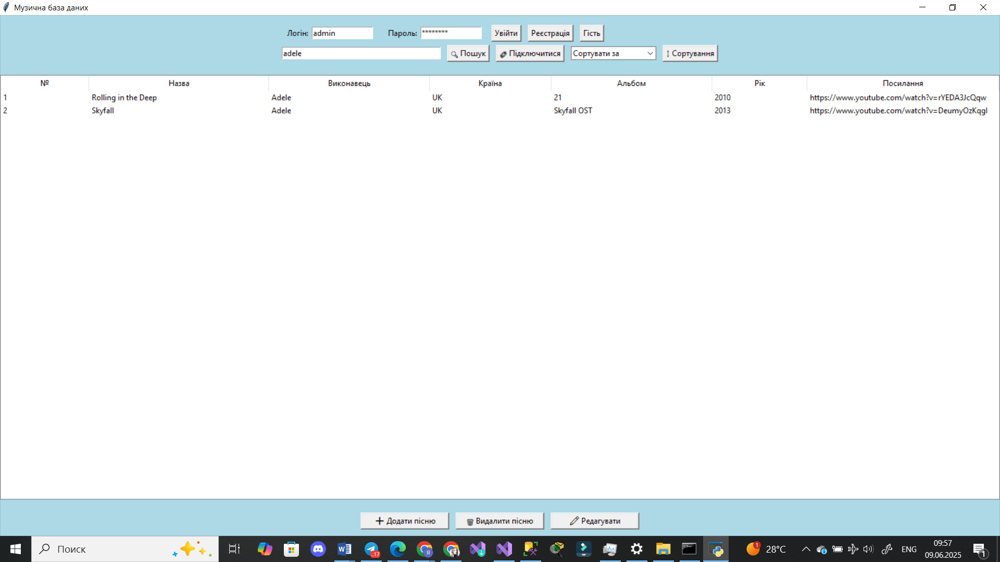 Музична база даних
Логін: admin Пароль: ******** Увійти Реєстрація Гість
adele Пошук Підключитися Сортувати за Сортування
№ Назва Виконавець Країна Альбом Рік Посилання
1 Rolling in the Deep Adele UK 21 2010 https://www.youtube.com/watch?v=rYEDA3JcQqw
2 Skyfall Adele UK Skyfall OST 2013 https://www.youtube.com/watch?v=DeumyOzKqgI
Додати пісню Видалити пісню Редагувати
Поиск 17 Я 1 28°C ENG 09:57
09.06.2025 1